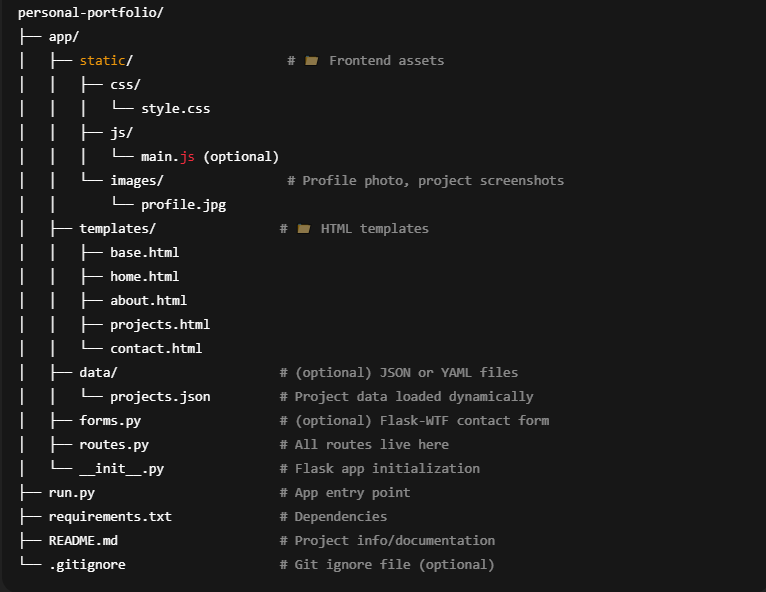 personal-portfolio/
├── app/
│   ├── static/                    # 📁 Frontend assets
│   │   ├── css/
│   │   │   └── style.css
│   │   ├── js/
│   │   │   └── main.js (optional)
│   │   └── images/                # Profile photo, project screenshots
│   │       └── profile.jpg
│   ├── templates/                # 📁 HTML templates
│   │   ├── base.html
│   │   ├── home.html
│   │   ├── about.html
│   │   ├── projects.html
│   │   └── contact.html
│   ├── data/                     # (optional) JSON or YAML files
│   │   └── projects.json         # Project data loaded dynamically
│   ├── forms.py                  # (optional) Flask-WTF contact form
│   ├── routes.py                 # All routes live here
│   └── __init__.py               # Flask app initialization
├── run.py                        # App entry point
├── requirements.txt              # Dependencies
├── README.md                     # Project info/documentation
└── .gitignore                    # Git ignore file (optional)